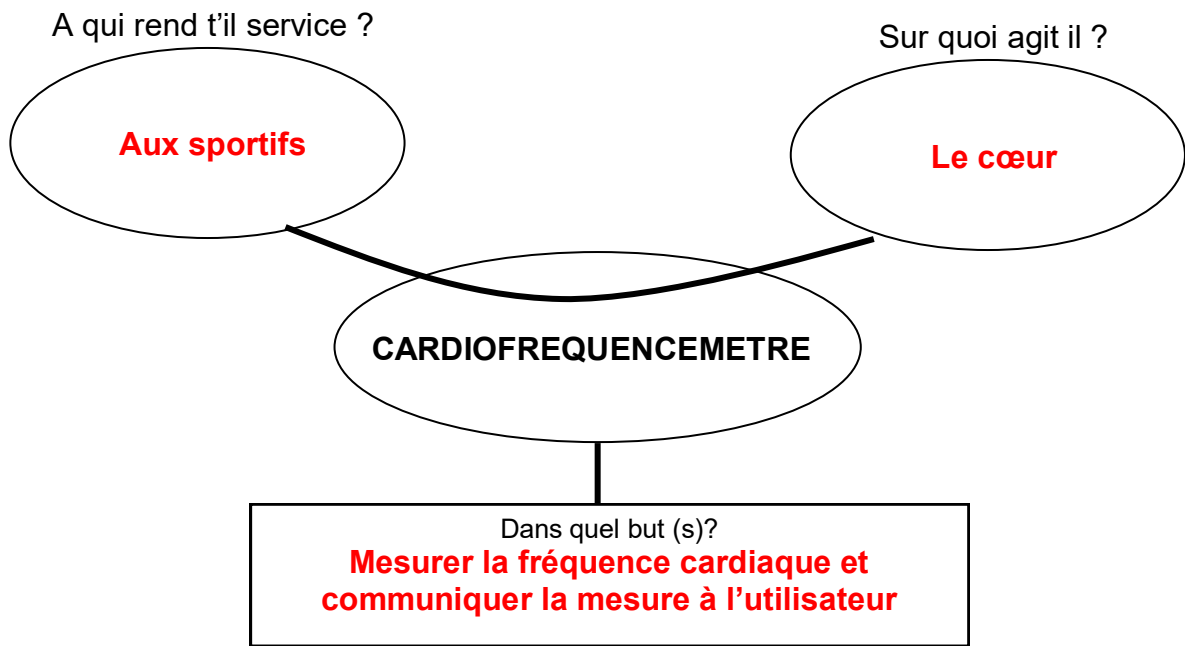 A qui rend t'il service ?
Sur quoi agit il ?
Aux sportifs
Le cœur
CARDIOFREQUENCEMETRE
Dans quel but (s)?
Mesurer la fréquence cardiaque et
communiquer la mesure à l’utilisateur